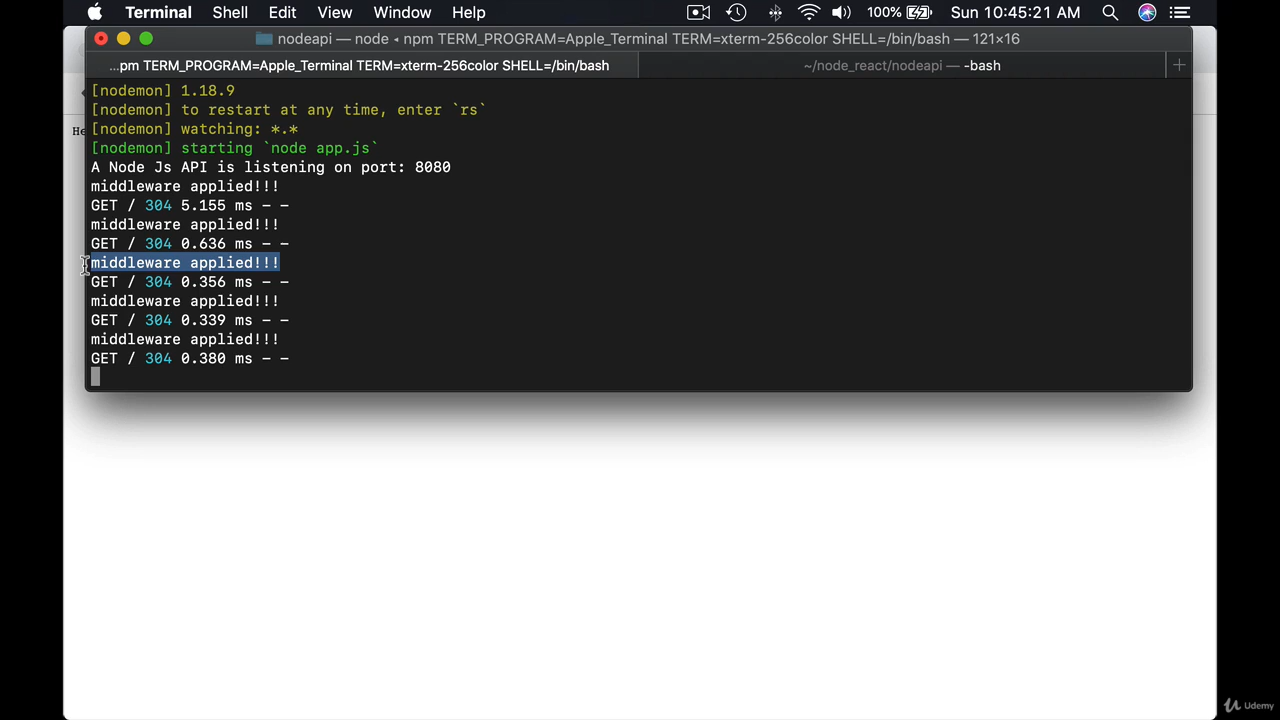 Terminal Shell Edit View Window Help 100% Sun 10:45:21 AM
nodeapi — node ◂ npm TERM_PROGRAM=Apple_Terminal TERM=xterm-256color SHELL=/bin/bash — 121×16
...pm TERM_PROGRAM=Apple_Terminal TERM=xterm-256color SHELL=/bin/bash ~/node_react/nodeapi — -bash +
He
[nodemon] 1.18.9
[nodemon] to restart at any time, enter `rs`
[nodemon] watching: *.*
[nodemon] starting `node app.js`
A Node Js API is listening on port: 8080
middleware applied!!!
GET / 304 5.155 ms - -
middleware applied!!!
GET / 304 0.636 ms - -
middleware applied!!!
GET / 304 0.356 ms - -
middleware applied!!!
GET / 304 0.339 ms - -
middleware applied!!!
GET / 304 0.380 ms - -
Udemy